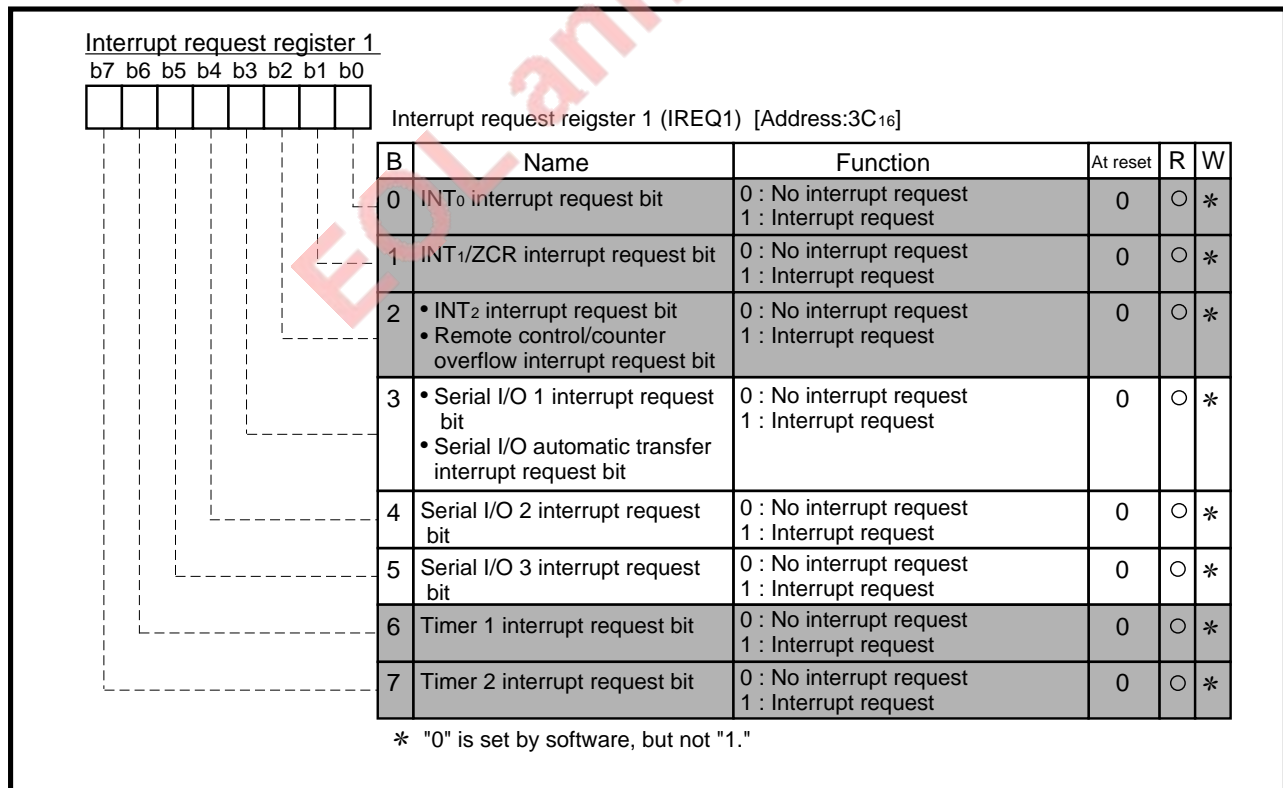 EOL ann
Interrupt request register 1
b7 b6 b5 b4 b3 b2 b1 b0
Interrupt request reigster 1 (IREQ1) [Address:3C16]
B Name Function At reset R W
0 INT0 interrupt request bit 0 : No interrupt request 0 ○ *
1 : Interrupt request
1 INT1/ZCR interrupt request bit 0 : No interrupt request 0 ○ *
1 : Interrupt request
2 • INT2 interrupt request bit 0 : No interrupt request 0 ○ *
• Remote control/counter 1 : Interrupt request
overflow interrupt request bit
3 • Serial I/O 1 interrupt request 0 : No interrupt request 0 ○ *
bit 1 : Interrupt request
• Serial I/O automatic transfer
interrupt request bit
4 Serial I/O 2 interrupt request 0 : No interrupt request 0 ○ *
bit 1 : Interrupt request
5 Serial I/O 3 interrupt request 0 : No interrupt request 0 ○ *
bit 1 : Interrupt request
6 Timer 1 interrupt request bit 0 : No interrupt request 0 ○ *
1 : Interrupt request
7 Timer 2 interrupt request bit 0 : No interrupt request 0 ○ *
1 : Interrupt request
* "0" is set by software, but not "1."